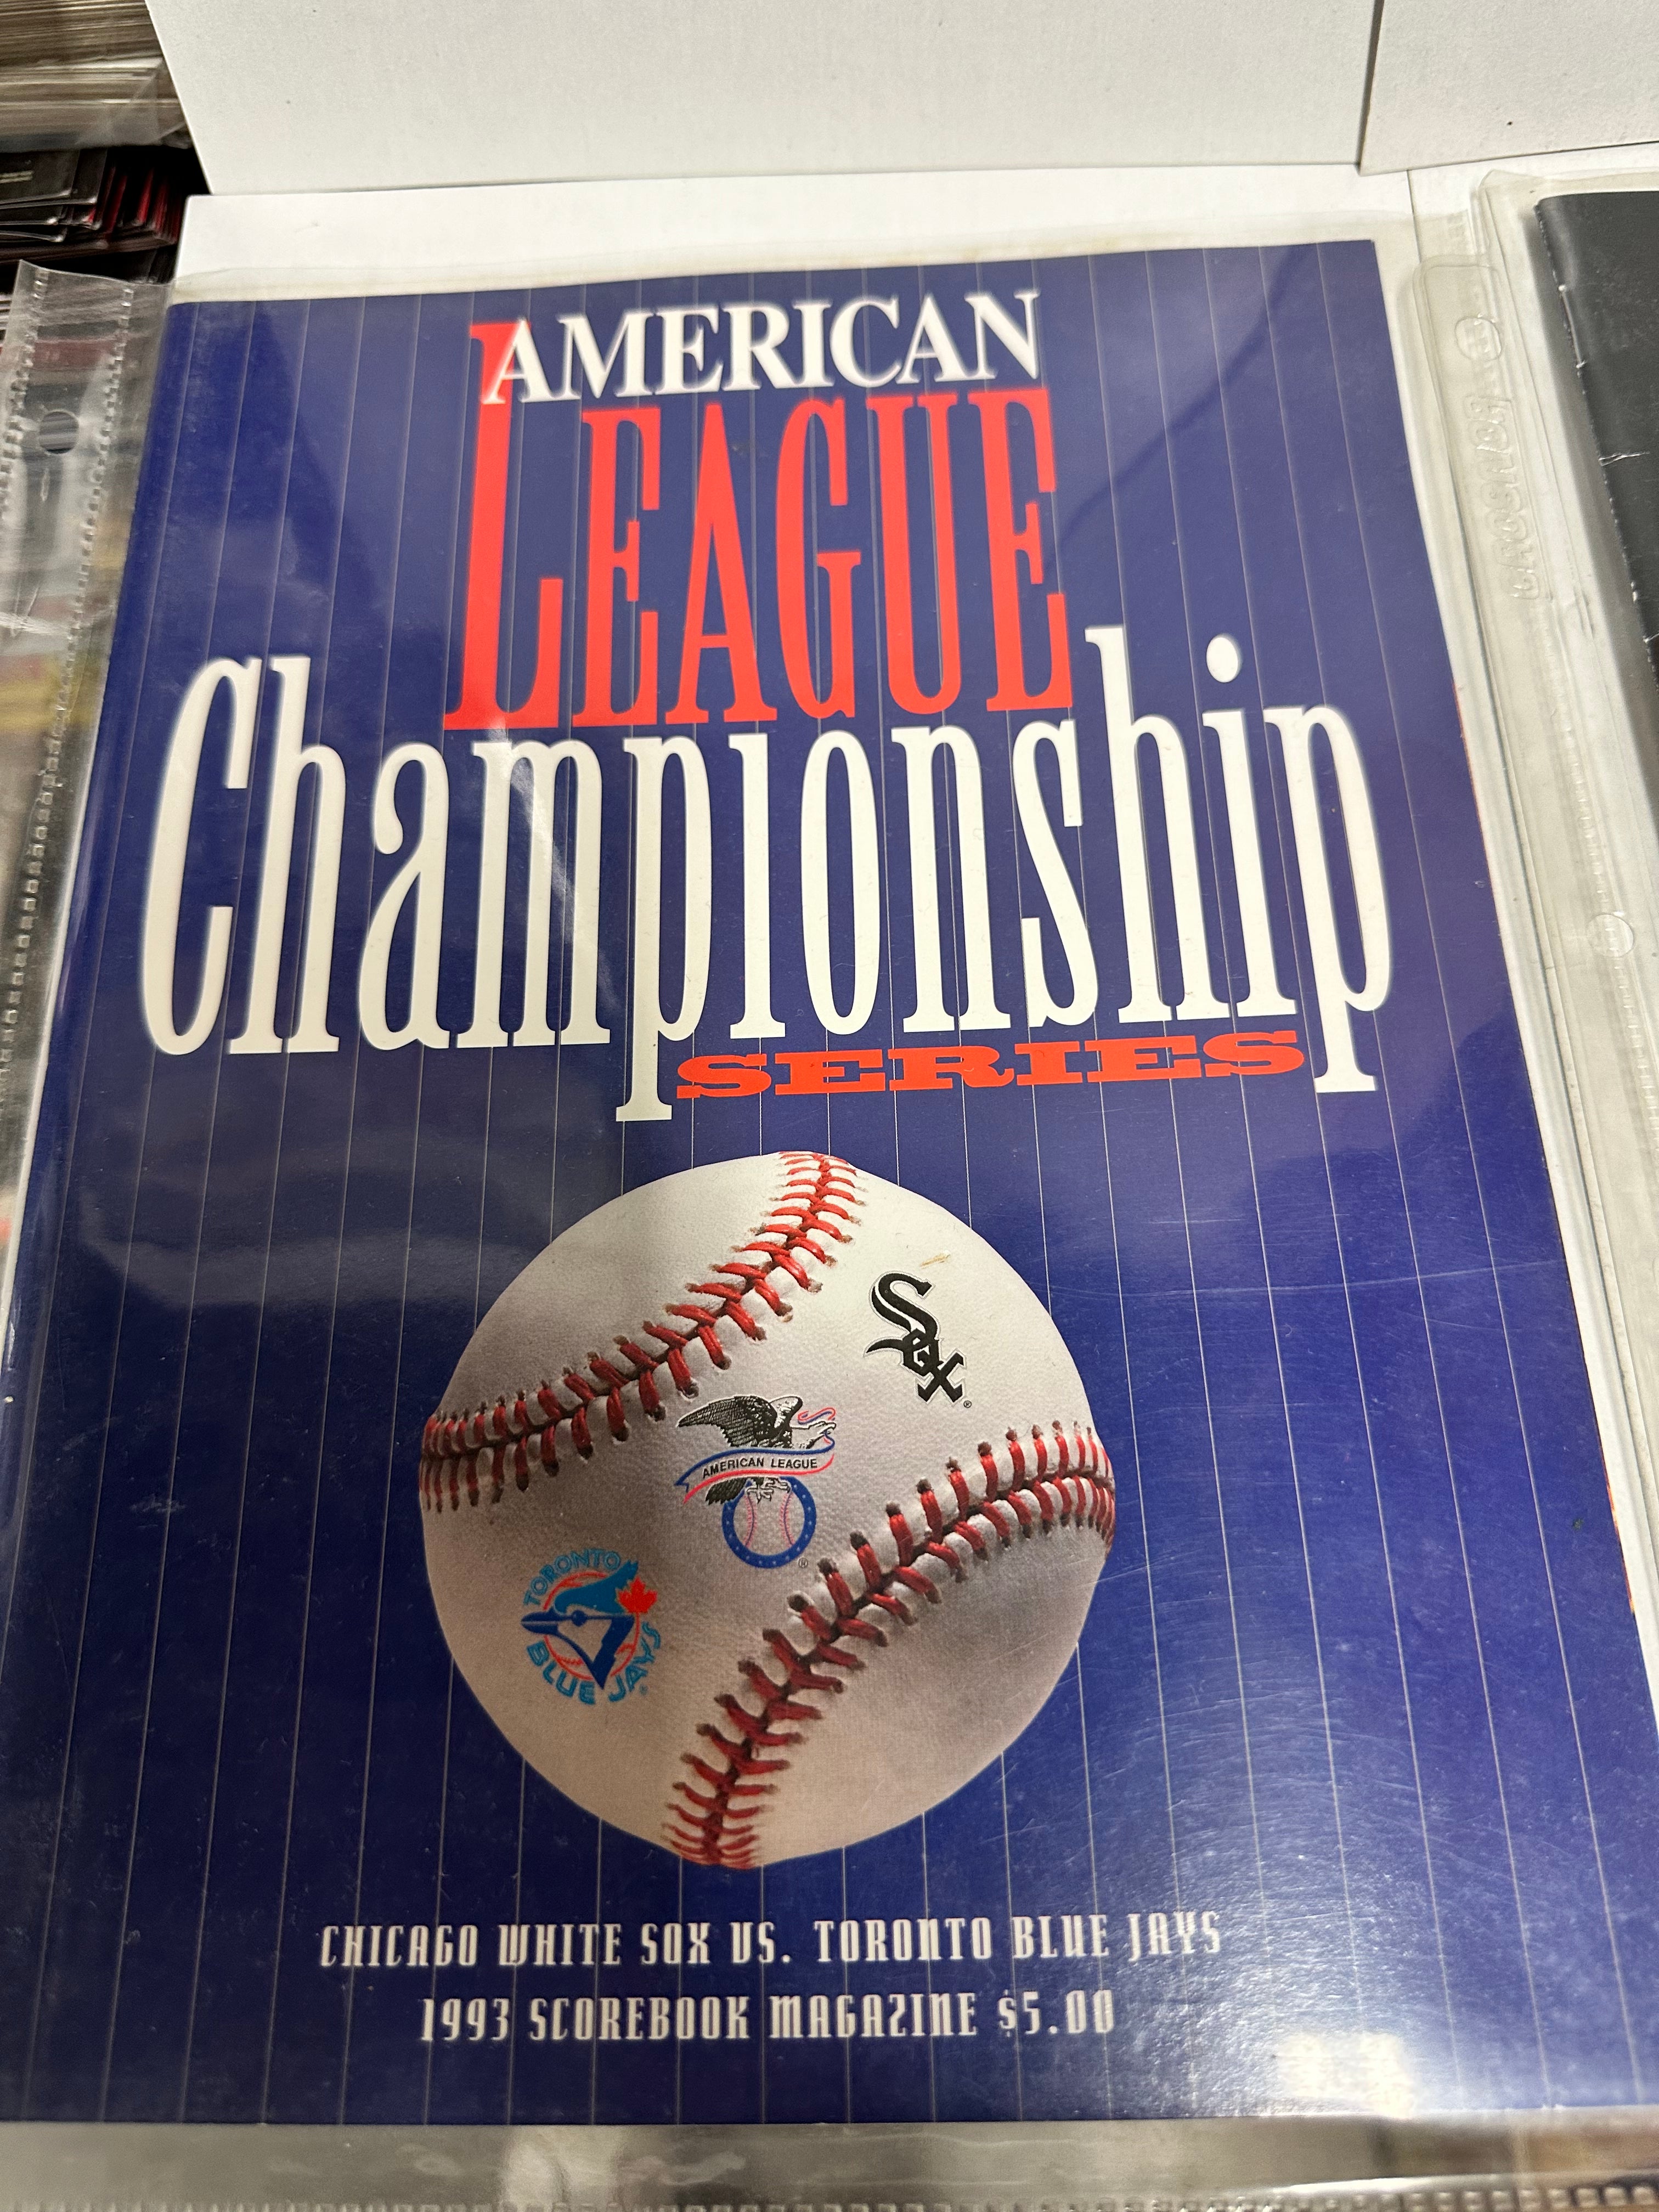 AMERICAN
LEAGUE
Championship
SERIES
Sox
AMERICAN LEAGUE
TORONTO
BLUE JAYS
CHICAGO WHITE SOX VS. TORONTO BLUE JAYS
1993 SCOREBOOK MAGAZINE $5.00